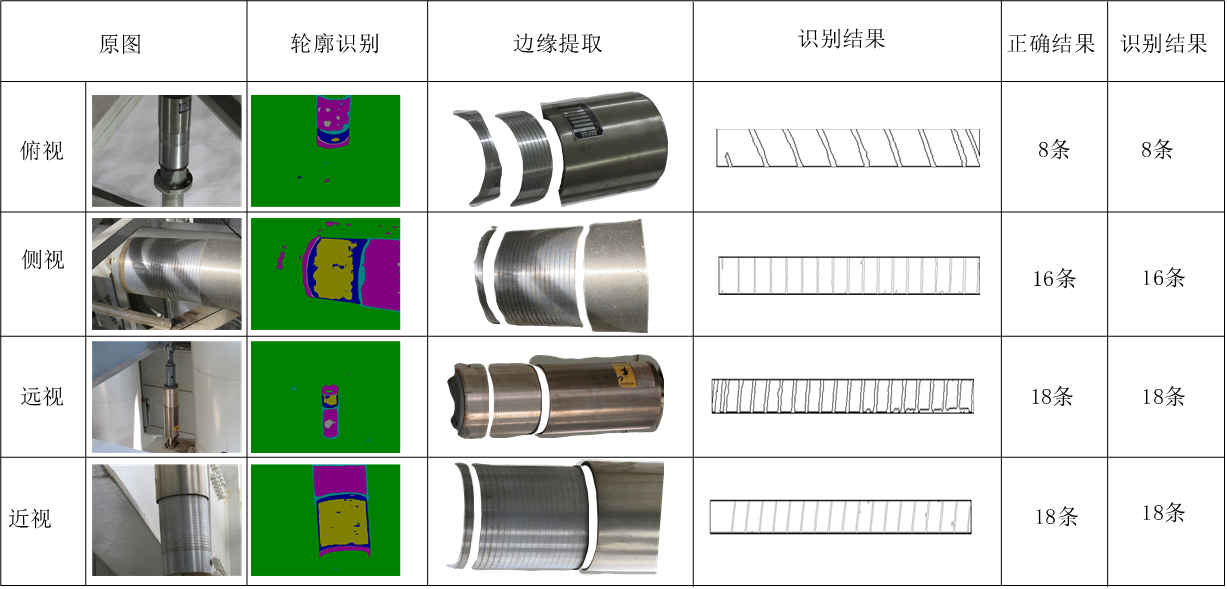 原图 轮廓识别 边缘提取 识别结果 正确结果 识别结果
俯视 8条 8条
侧视 16条 16条
远视 18条 18条
近视 18条 18条